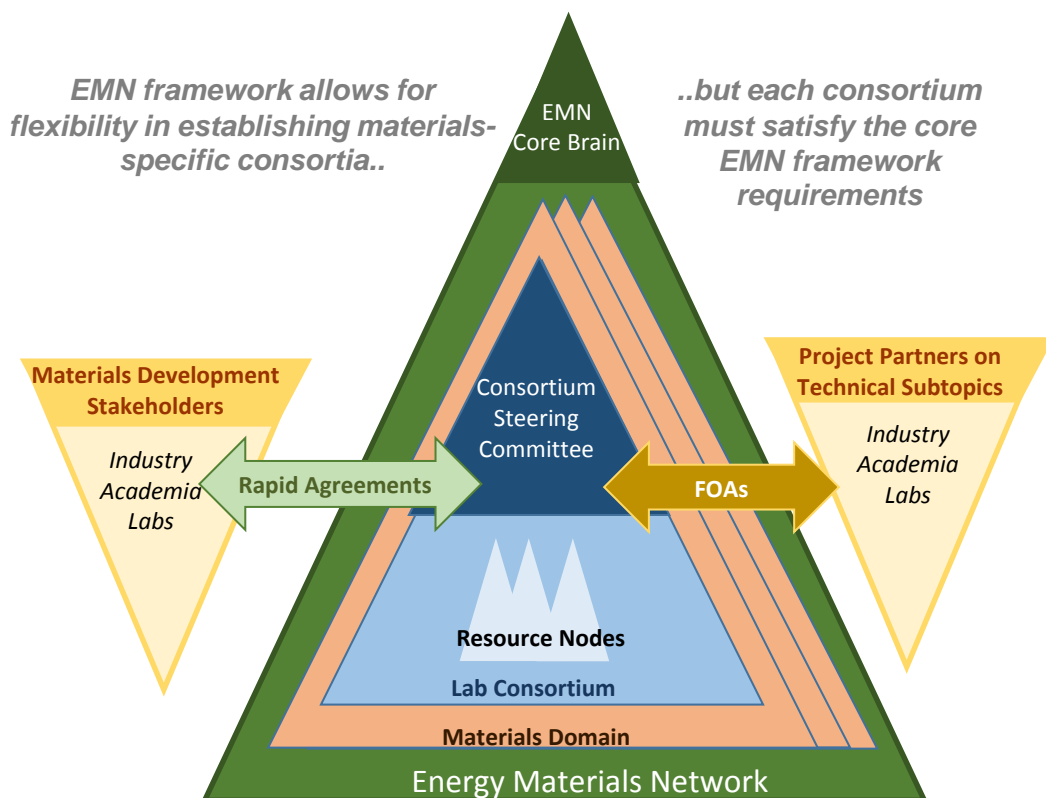 EMN framework allows for
flexibility in establishing materials-
specific consortia..
..but each consortium
must satisfy the core
EMN framework
requirements
EMN
Core Brain
Materials Development
Stakeholders
Industry
Academia
Labs
Rapid Agreements
Consortium
Steering
Committee
FOAs
Project Partners on
Technical Subtopics
Industry
Academia
Labs
Resource Nodes
Lab Consortium
Materials Domain
Energy Materials Network